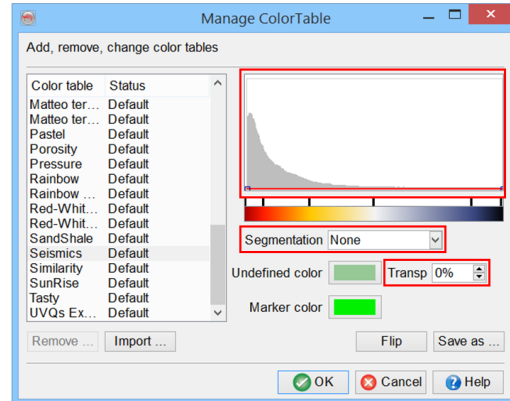 Manage ColorTable
Add, remove, change color tables
Color table Status
Matteo ter... Default
Matteo ter... Default
Pastel Default
Porosity Default
Pressure Default
Rainbow Default
Rainbow ... Default
Red-Whit... Default
Red-Whit... Default
SandShale Default
Seismics Default
Similarity Default
SunRise Default
Tasty Default
UVQs Ex... Default
Segmentation None
Undefined color Transp 0%
Marker color
Remove ... Import ... Flip Save as ...
OK Cancel Help